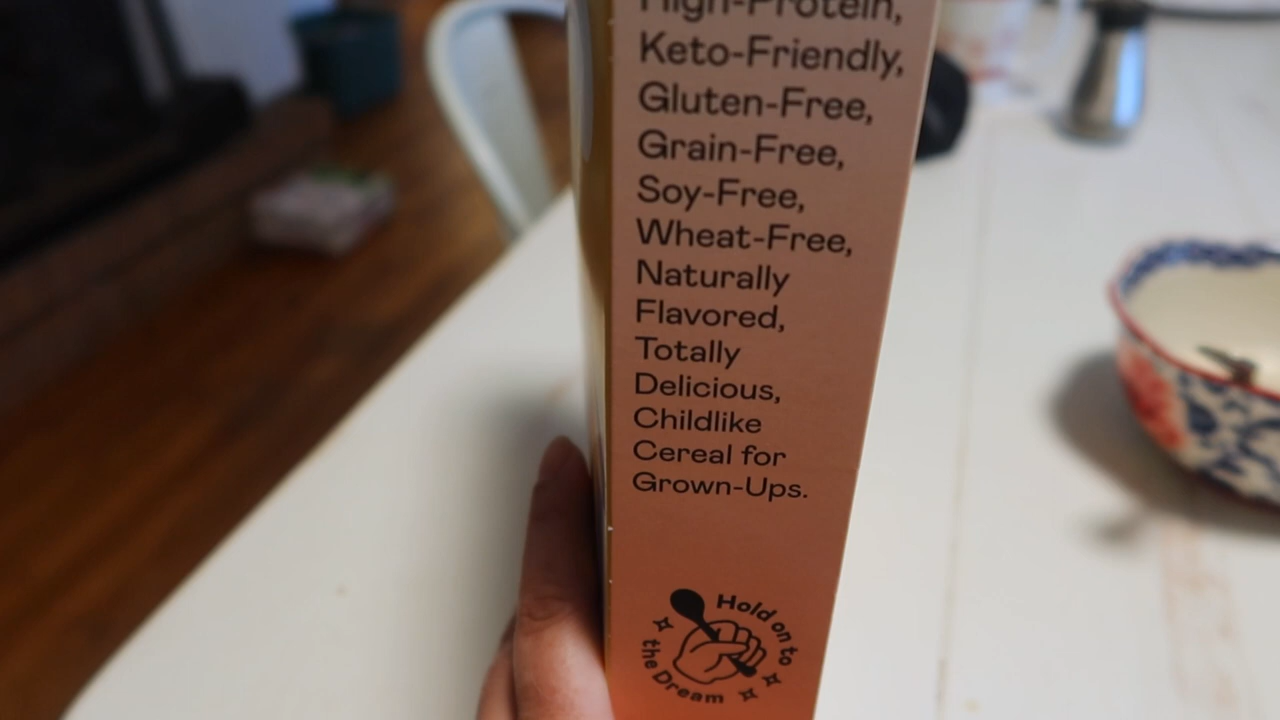 High-Protein,
Keto-Friendly,
Gluten-Free,
Grain-Free,
Soy-Free,
Wheat-Free,
Naturally
Flavored,
Totally
Delicious,
Childlike
Cereal for
Grown-Ups.
Hold on to
the Dream